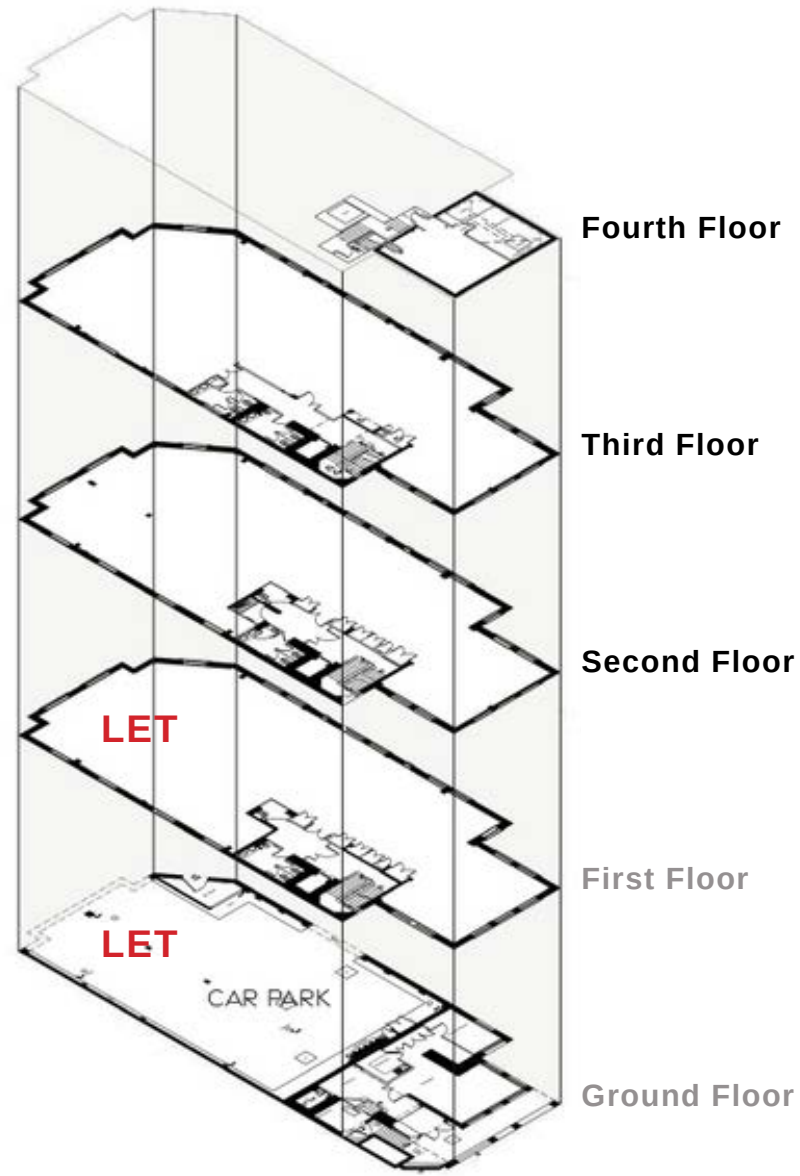 Fourth Floor
Third Floor
Second Floor
LET
First Floor
LET
CAR PARK
Ground Floor